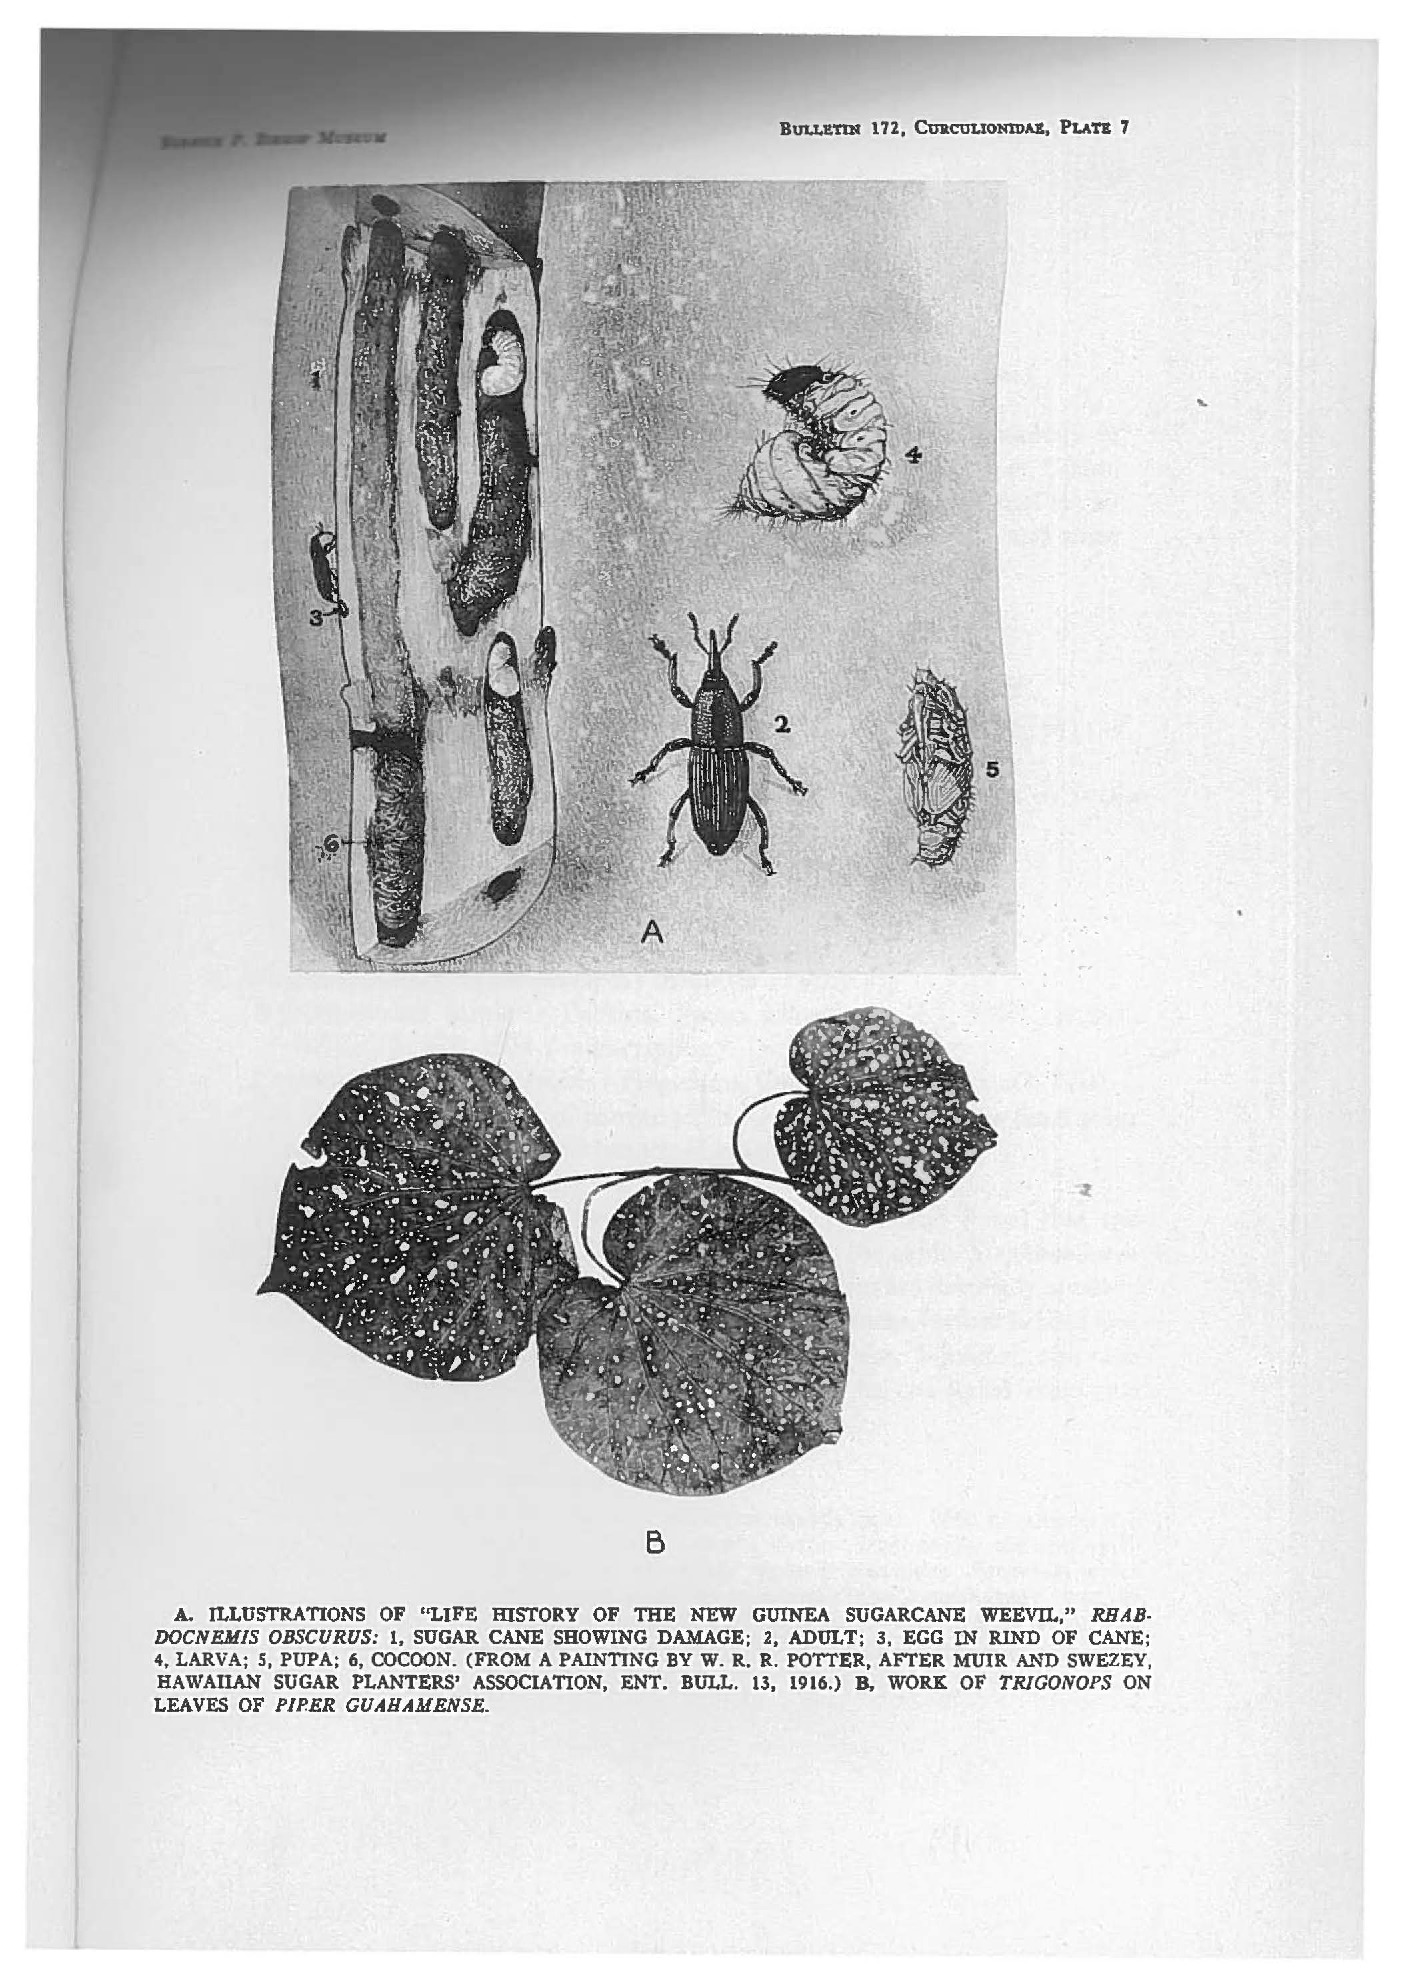 BERNICE P. BISHOP MUSEUM
BULLETIN 172, CURCULIONIDAE, PLATE 7
1
4
3
2
5
6
A
B
A. ILLUSTRATIONS OF “LIFE HISTORY OF THE NEW GUINEA SUGARCANE WEEVIL,” RHAB-
DOCNEMIS OBSCURUS: 1, SUGAR CANE SHOWING DAMAGE; 2, ADULT; 3, EGG IN RIND OF CANE;
4, LARVA; 5, PUPA; 6, COCOON. (FROM A PAINTING BY W. R. R. POTTER, AFTER MUIR AND SWEZEY,
HAWAIIAN SUGAR PLANTERS’ ASSOCIATION, ENT. BULL. 13, 1916.) B, WORK OF TRIGONOPS ON
LEAVES OF PIPER GUAHAMENSE.